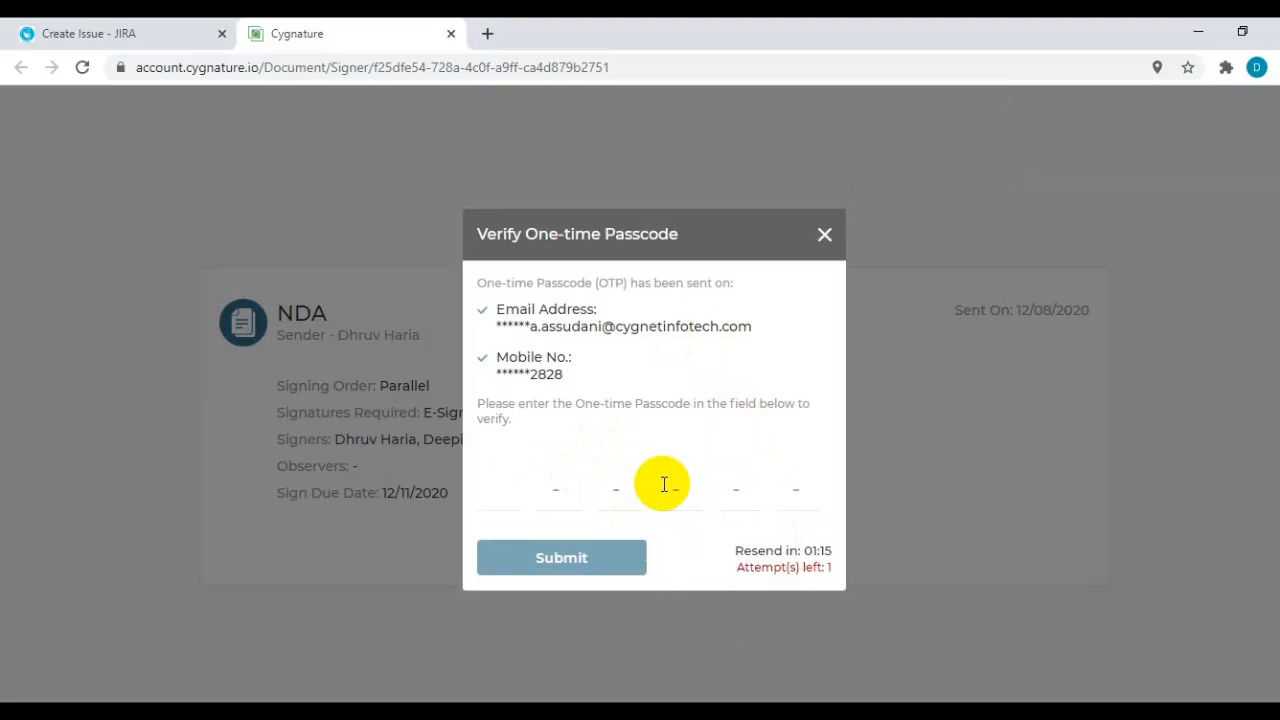 Create Issue - JIRA
Cygnature
account.cygnature.io/Document/Signer/f25dfe54-728a-4c0f-a9ff-ca4d879b2751
D
Verify One-time Passcode
One-time Passcode (OTP) has been sent on:
Email Address:
******a.assudani@cygnetinfotech.com
Mobile No.:
******2828
Please enter the One-time Passcode in the field below to
verify.
- - - - -
Submit
Resend in: 01:15
Attempt(s) left: 1
NDA
Sender - Dhruv Haria
Sent On: 12/08/2020
Signing Order: Parallel
Signatures Required: E-Sign
Signers: Dhruv Haria, Deepi
Observers: -
Sign Due Date: 12/11/2020